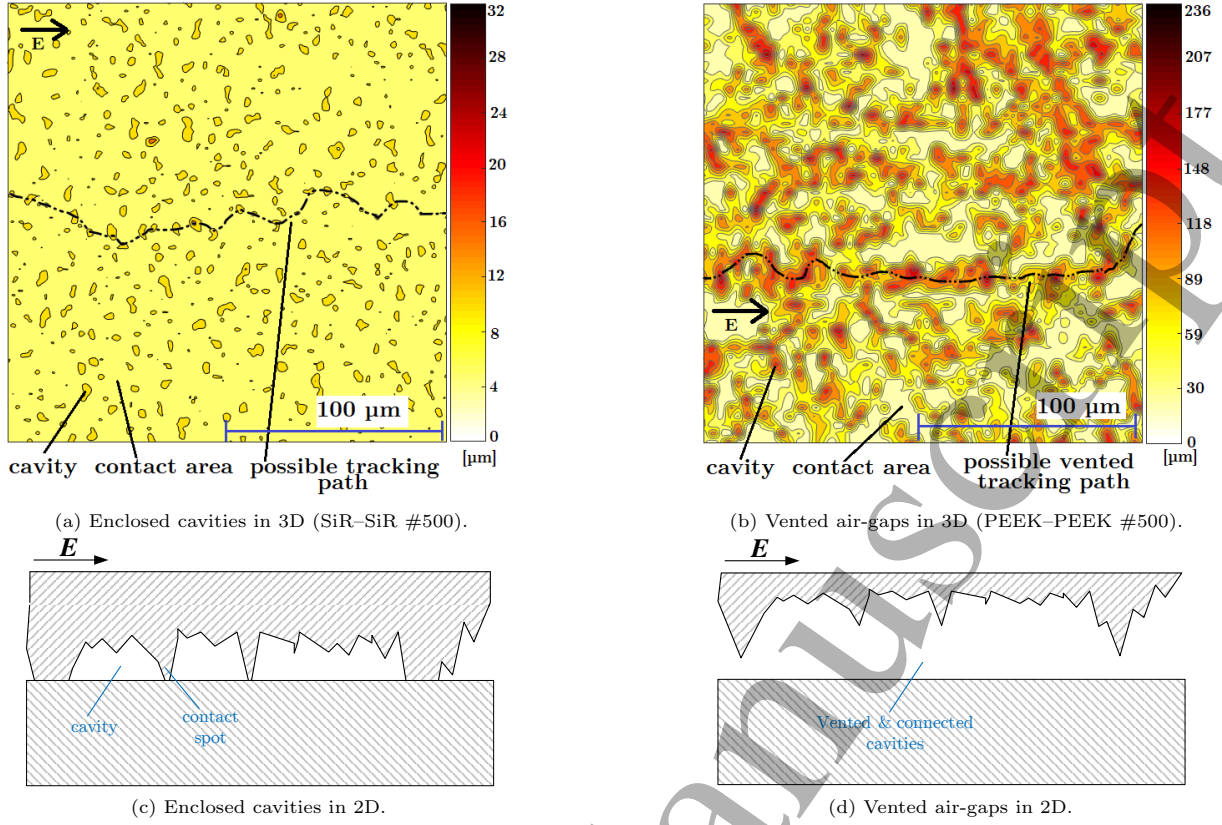 E
32
28
24
20
16
12
8
4
0
[µm]
100 µm
cavity
contact area
possible tracking
path
(a) Enclosed cavities in 3D (SiR–SiR #500).
E
236
207
177
148
118
89
59
30
0
[µm]
100 µm
cavity
contact area
possible vented
tracking path
(b) Vented air-gaps in 3D (PEEK–PEEK #500).
E
cavity
contact
spot
(c) Enclosed cavities in 2D.
E
Vented & connected
cavities
(d) Vented air-gaps in 2D.
anuscript